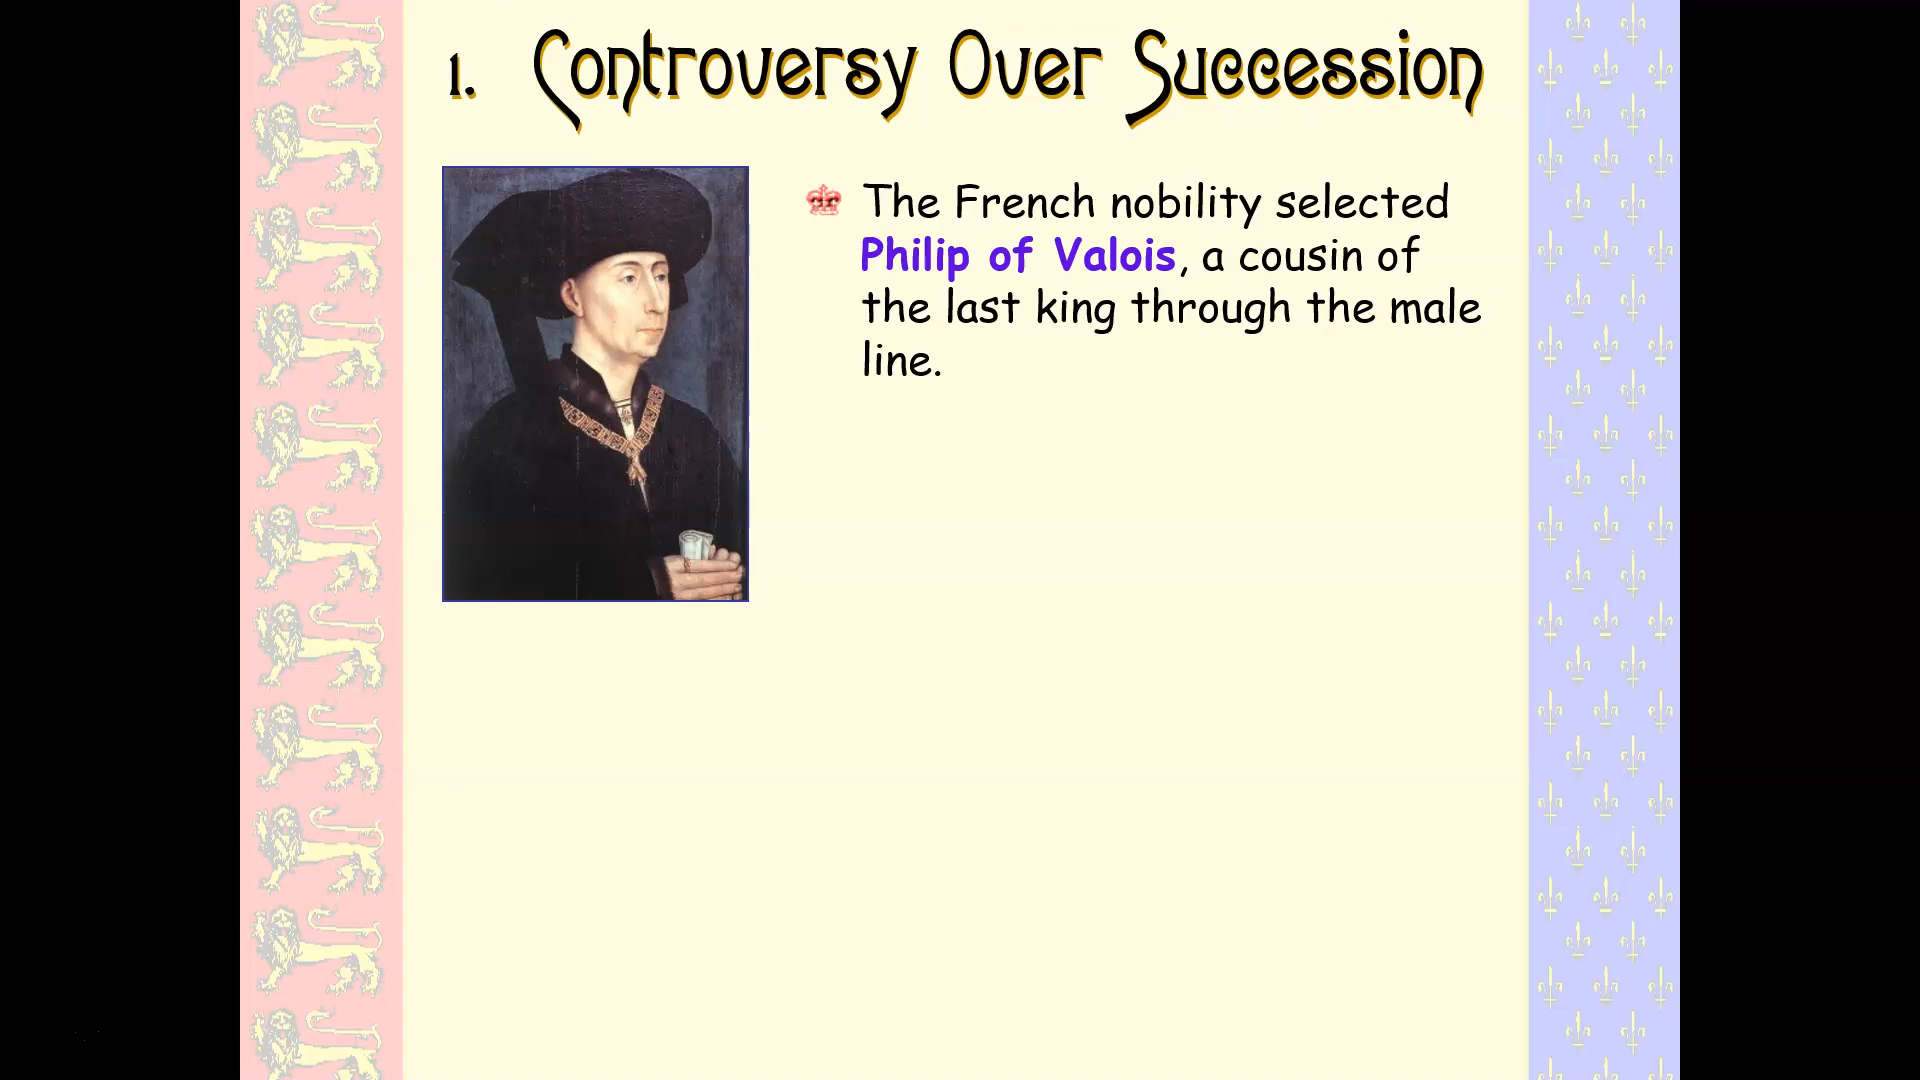 1. Controversy Over Succession
The French nobility selected
Philip of Valois, a cousin of
the last king through the male
line.